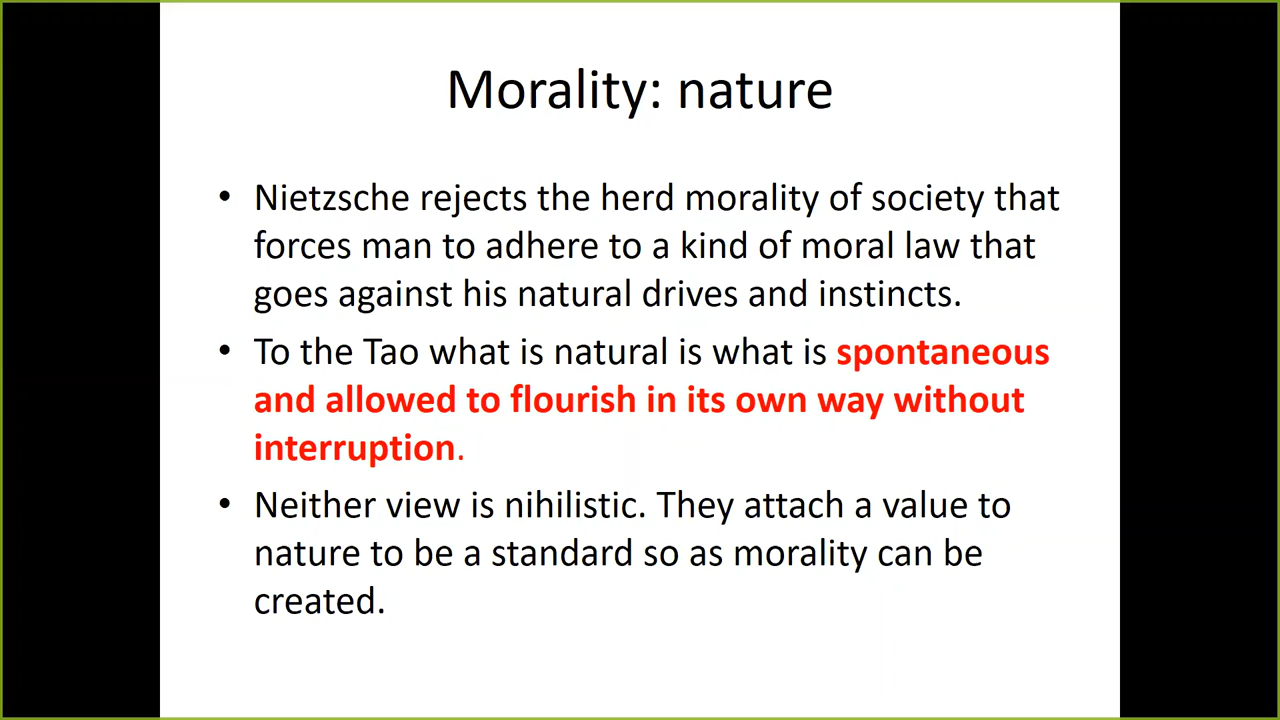 Morality: nature
• Nietzsche rejects the herd morality of society that
forces man to adhere to a kind of moral law that
goes against his natural drives and instincts.
• To the Tao what is natural is what is spontaneous
and allowed to flourish in its own way without
interruption.
• Neither view is nihilistic. They attach a value to
nature to be a standard so as morality can be
created.